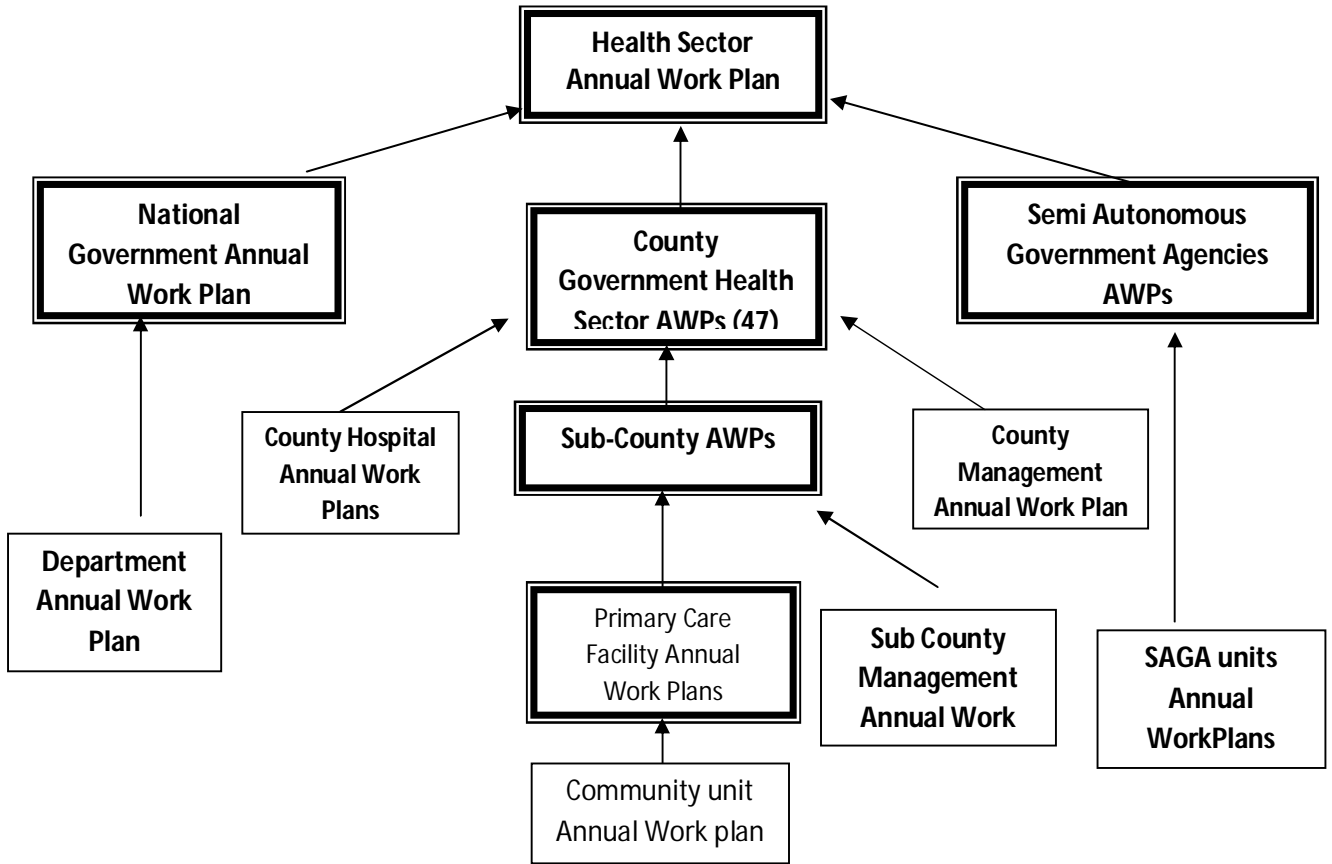 Health Sector
Annual Work Plan
National
Government Annual
Work Plan
County
Government Health
Sector AWPs (47)
Semi Autonomous
Government Agencies
AWPs
County Hospital
Annual Work
Plans
Sub-County AWPs
County
Management
Annual Work Plan
Department
Annual Work
Plan
Primary Care
Facility Annual
Work Plans
Sub County
Management
Annual Work
SAGA units
Annual
WorkPlans
Community unit
Annual Work plan